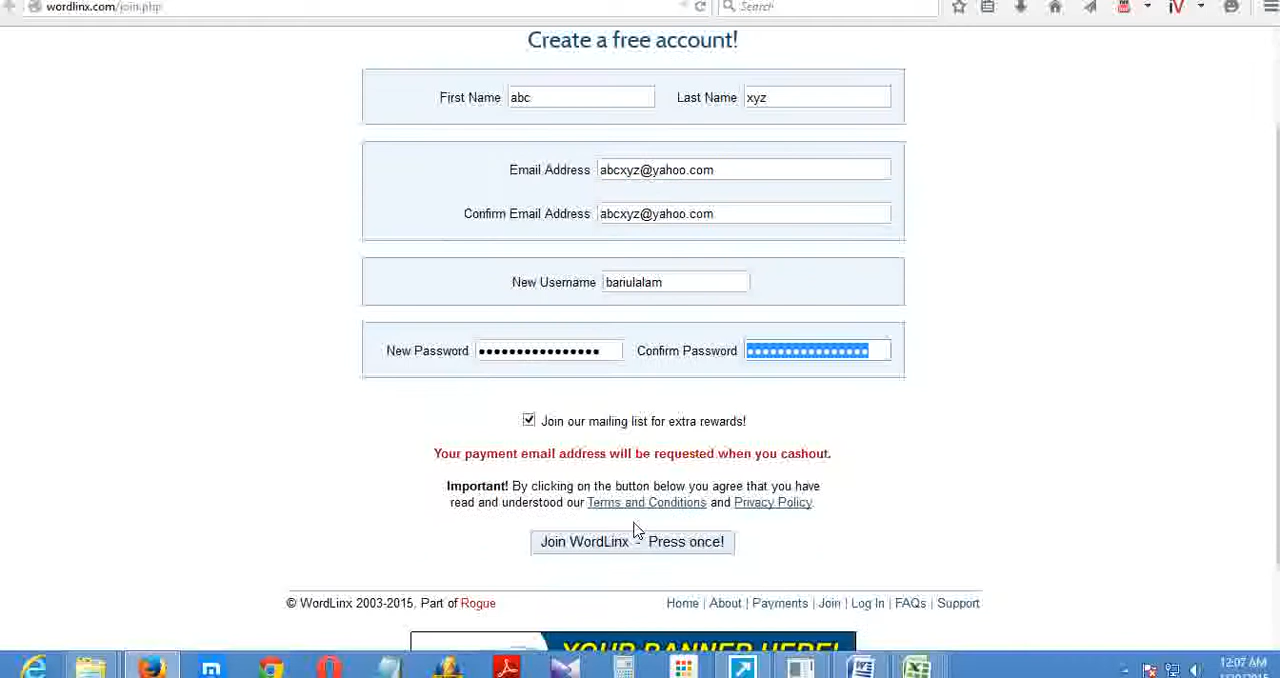 wordlinx.com/join.php
Search
Create a free account!
First Name abc Last Name xyz
Email Address abcxyz@yahoo.com
Confirm Email Address abcxyz@yahoo.com
New Username bariulalam
New Password •••••••••••••••• Confirm Password
Join our mailing list for extra rewards!
Your payment email address will be requested when you cashout.
Important! By clicking on the button below you agree that you have
read and understood our Terms and Conditions and Privacy Policy.
Join WordLinx - Press once!
© WordLinx 2003-2015. Part of Rogue
Home | About | Payments | Join | Log In | FAQs | Support
YOUR BANNER HERE!
12:07 AM